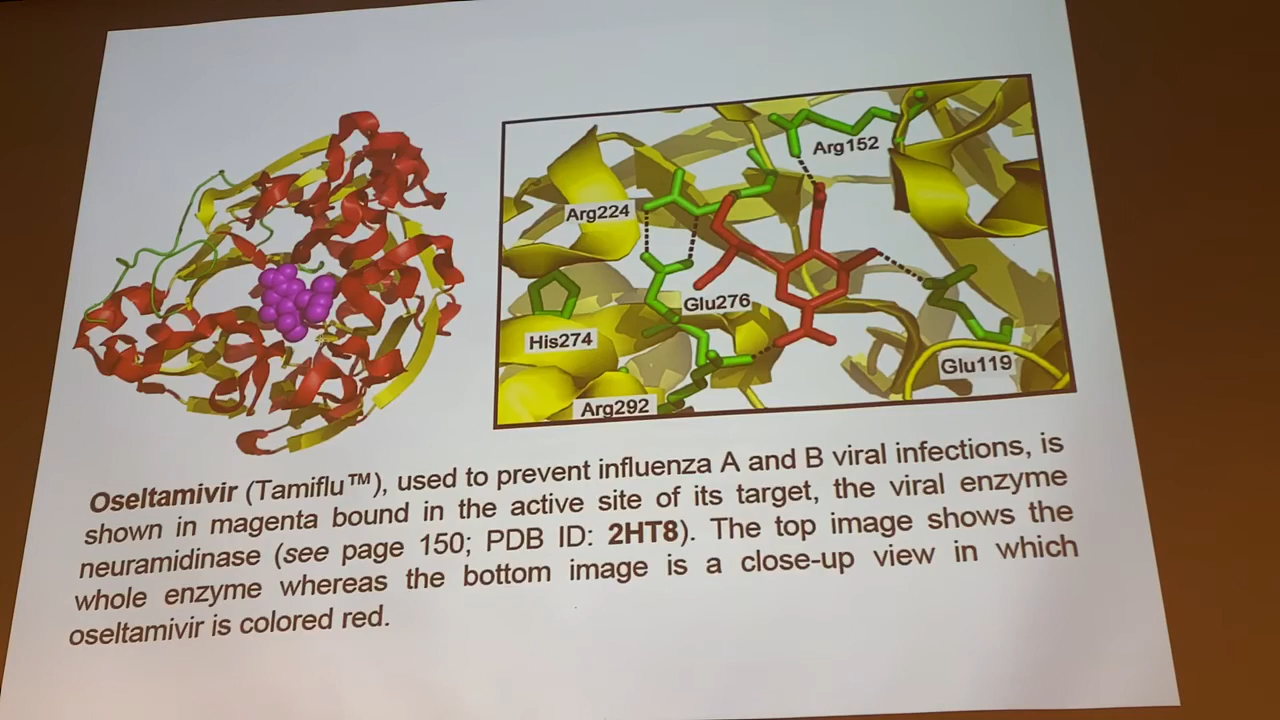 Arg152
Arg224
Glu276
His274
Glu119
Arg292
Oseltamivir (Tamiflu™), used to prevent influenza A and B viral infections, is
shown in magenta bound in the active site of its target, the viral enzyme
neuramidinase (see page 150; PDB ID: 2HT8). The top image shows the
whole enzyme whereas the bottom image is a close-up view in which
oseltamivir is colored red.